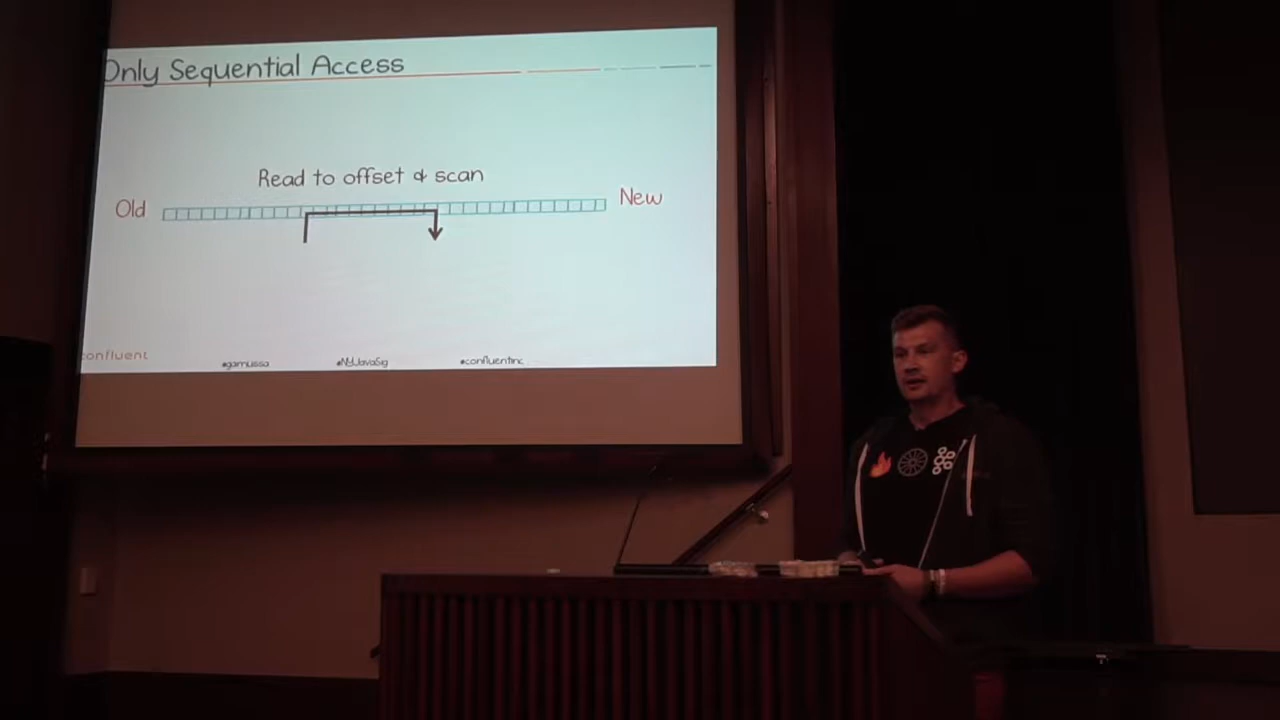 Only Sequential Access
Read to offset & scan
Old
New
confluent
@gamussa
#NYJavaSig
@confluentinc